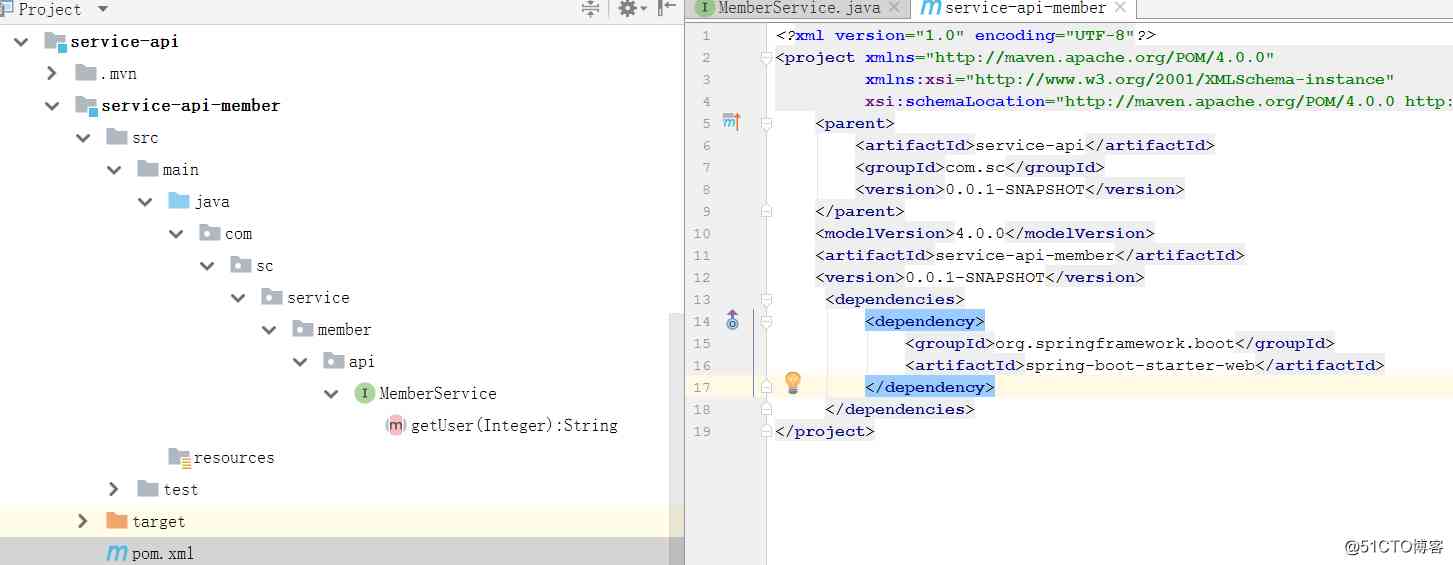 Project
service-api
.mvn
service-api-member
src
main
java
com
sc
service
member
api
I MemberService
m getUser(Integer):String
resources
test
target
m pom.xml
I MemberService.java
m service-api-member
1 <?xml version="1.0" encoding="UTF-8"?>
2 <project xmlns="http://maven.apache.org/POM/4.0.0"
3 xmlns:xsi="http://www.w3.org/2001/XMLSchema-instance"
4 xsi:schemaLocation="http://maven.apache.org/POM/4.0.0 http:
5 <parent>
6 <artifactId>service-api</artifactId>
7 <groupId>com.sc</groupId>
8 <version>0.0.1-SNAPSHOT</version>
9 </parent>
10 <modelVersion>4.0.0</modelVersion>
11 <artifactId>service-api-member</artifactId>
12 <version>0.0.1-SNAPSHOT</version>
13 <dependencies>
14 <dependency>
15 <groupId>org.springframework.boot</groupId>
16 <artifactId>spring-boot-starter-web</artifactId>
17 </dependency>
18 </dependencies>
19 </project>
@51CTO博客